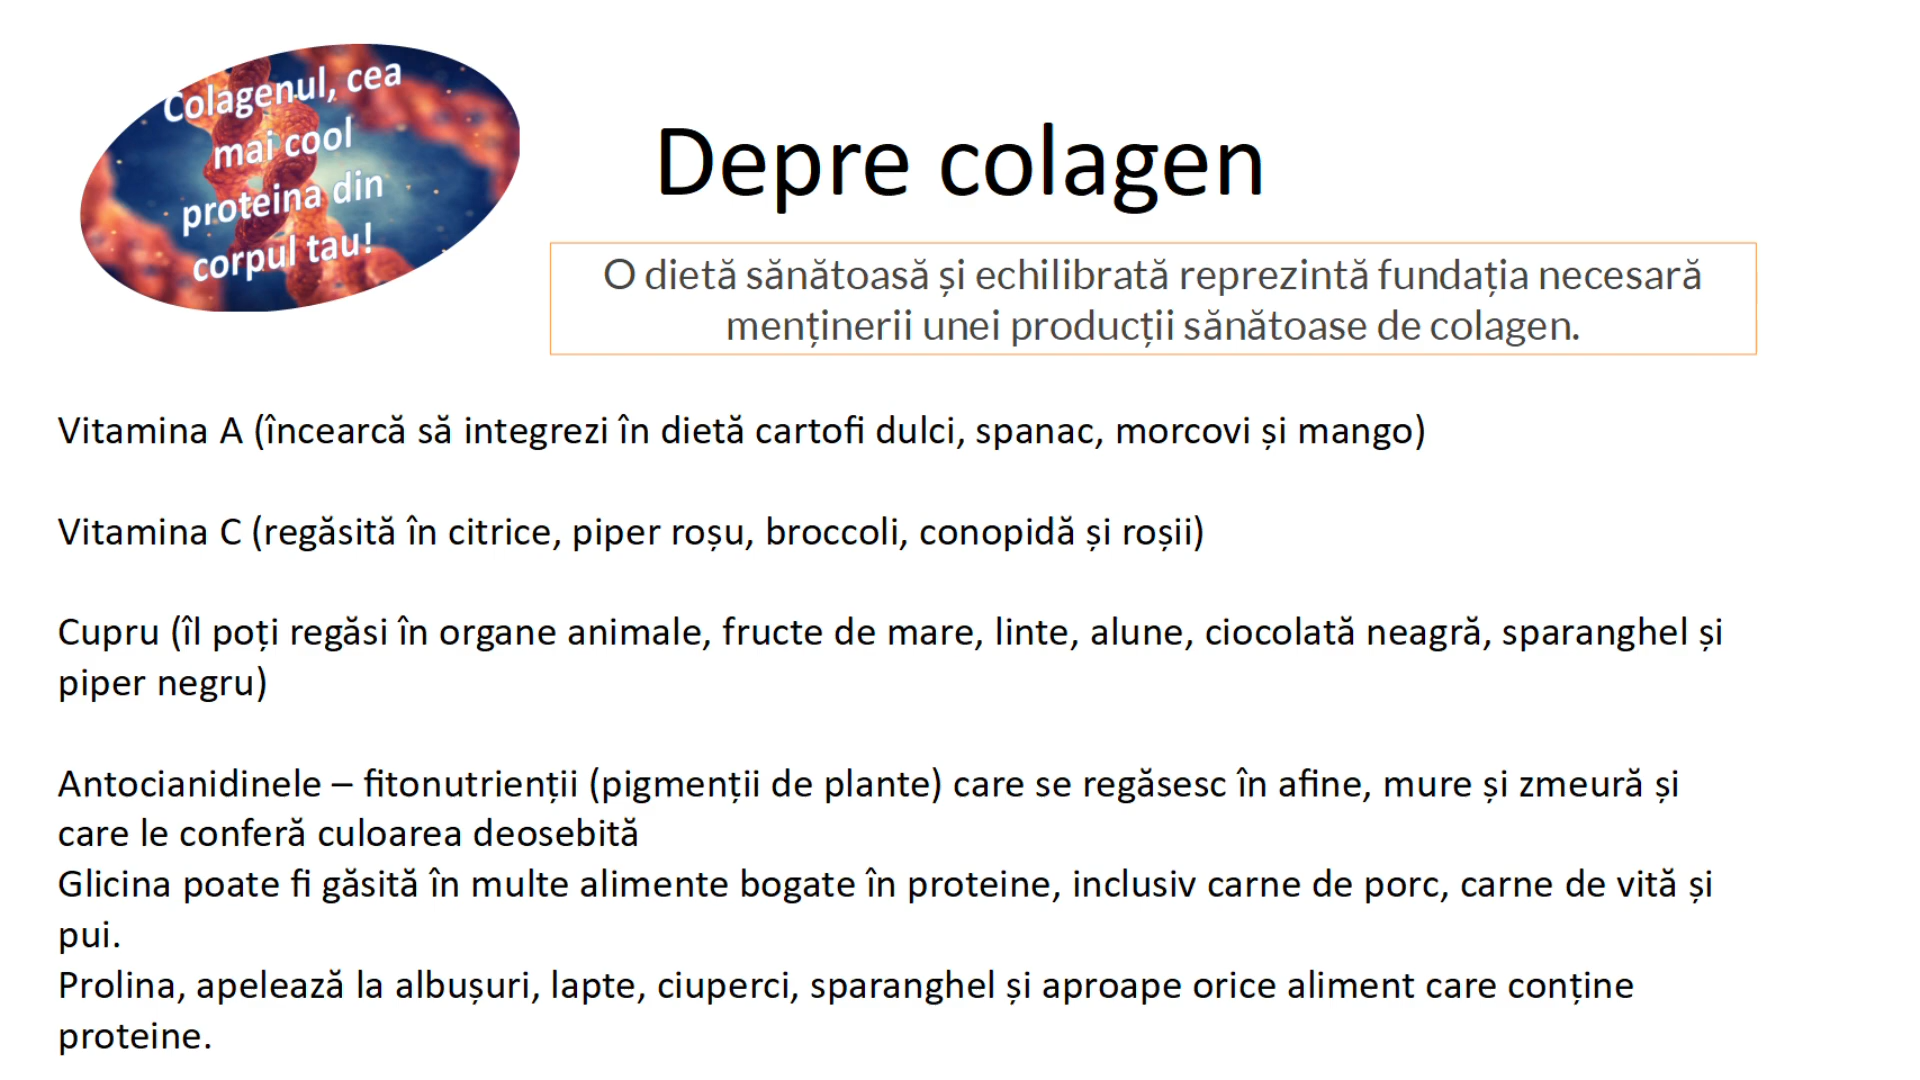 Colagenul, cea
mai cool
proteina din
corpul tau!
Depre colagen
O dietă sănătoasă și echilibrată reprezintă fundația necesară
menținerii unei producții sănătoase de colagen.
Vitamina A (încearcă să integrezi în dietă cartofi dulci, spanac, morcovi și mango)
Vitamina C (regăsită în citrice, piper roșu, broccoli, conopidă și roșii)
Cupru (îl poți regăsi în organe animale, fructe de mare, linte, alune, ciocolată neagră, sparanghel și
piper negru)
Antocianidinele – fitonutrienții (pigmenții de plante) care se regăsesc în afine, mure și zmeură și
care le conferă culoarea deosebită
Glicina poate fi găsită în multe alimente bogate în proteine, inclusiv carne de porc, carne de vită și
pui.
Prolina, apelează la albușuri, lapte, ciuperci, sparanghel și aproape orice aliment care conține
proteine.